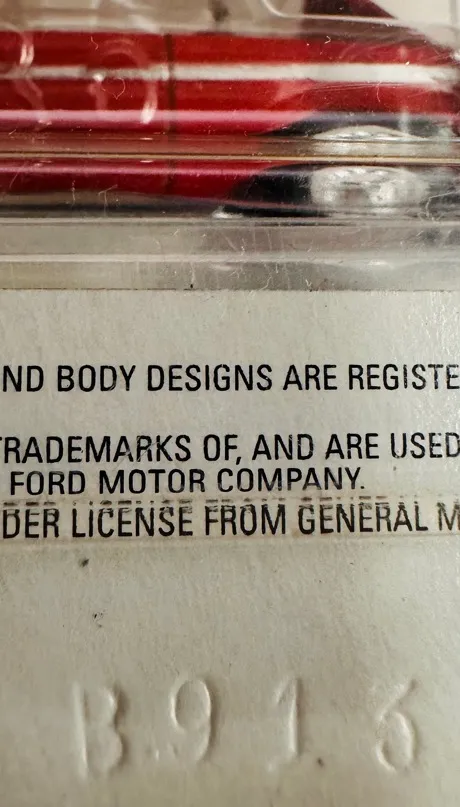 ND BODY DESIGNS ARE REGISTE
TRADEMARKS OF, AND ARE USED
FORD MOTOR COMPANY.
DER LICENSE FROM GENERAL M
B916